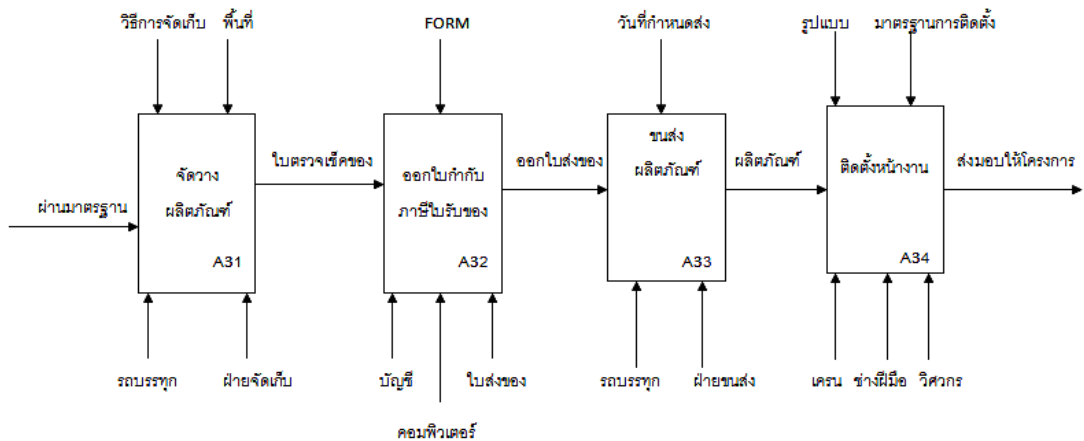 วิธีการจัดเก็บ พื้นที่ FORM วันที่กำหนดส่ง รูปแบบ มาตรฐานการติดตั้ง
ผ่านมาตรฐาน
จัดวาง
ผลิตภัณฑ์
A31
ใบตรวจเช็คของ
ออกใบกำกับ
ภาษีใบรับของ
A32
ออกใบส่งของ
ขนส่ง
ผลิตภัณฑ์
A33
ผลิตภัณฑ์
ติดตั้งหน้างาน
A34
ส่งมอบให้โครงการ
รถบรรทุก ฝ่ายจัดเก็บ บัญชี ใบส่งของ รถบรรทุก ฝ่ายขนส่ง เครน ช่างฝีมือ วิศวกร
คอมพิวเตอร์